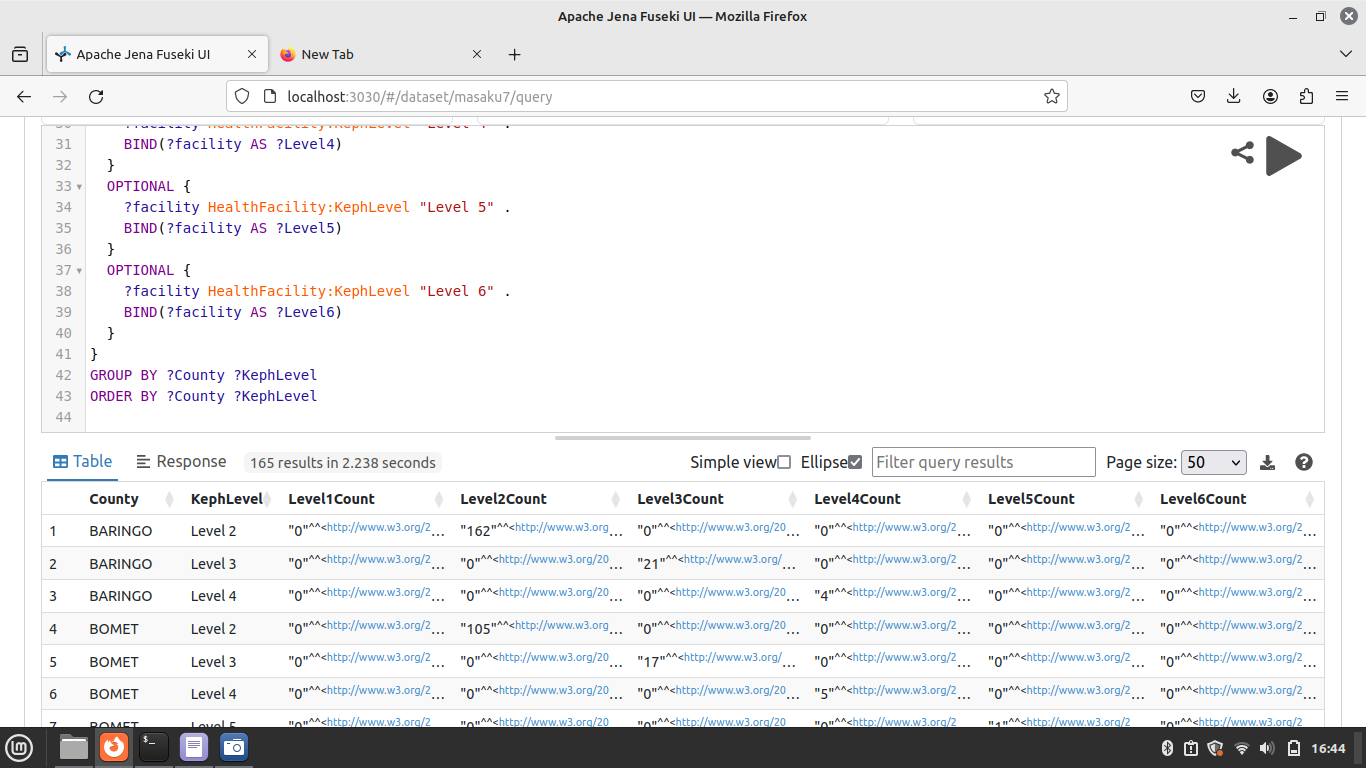 Apache Jena Fuseki UI — Mozilla Firefox
Apache Jena Fuseki UI
New Tab
localhost:3030/#/dataset/masaku7/query
31 BIND(?facility AS ?Level4)
32 }
33 OPTIONAL {
34 ?facility HealthFacility:KephLevel "Level 5" .
35 BIND(?facility AS ?Level5)
36 }
37 OPTIONAL {
38 ?facility HealthFacility:KephLevel "Level 6" .
39 BIND(?facility AS ?Level6)
40 }
41 }
42 GROUP BY ?County ?KephLevel
43 ORDER BY ?County ?KephLevel
44
Table Response 165 results in 2.238 seconds Simple view Ellipse Filter query results Page size: 50
County KephLevel Level1Count Level2Count Level3Count Level4Count Level5Count Level6Count
1 BARINGO Level 2 "0"^^<http://www.w3.org/2... "162"^^<http://www.w3.org... "0"^^<http://www.w3.org/20... "0"^^<http://www.w3.org/2... "0"^^<http://www.w3.org/2... "0"^^<http://www.w3.org/2...
2 BARINGO Level 3 "0"^^<http://www.w3.org/2... "0"^^<http://www.w3.org/20... "21"^^<http://www.w3.org/... "0"^^<http://www.w3.org/2... "0"^^<http://www.w3.org/2... "0"^^<http://www.w3.org/2...
3 BARINGO Level 4 "0"^^<http://www.w3.org/2... "0"^^<http://www.w3.org/20... "0"^^<http://www.w3.org/20... "4"^^<http://www.w3.org/2... "0"^^<http://www.w3.org/2... "0"^^<http://www.w3.org/2...
4 BOMET Level 2 "0"^^<http://www.w3.org/2... "105"^^<http://www.w3.org... "0"^^<http://www.w3.org/20... "0"^^<http://www.w3.org/2... "0"^^<http://www.w3.org/2... "0"^^<http://www.w3.org/2...
5 BOMET Level 3 "0"^^<http://www.w3.org/2... "0"^^<http://www.w3.org/20... "17"^^<http://www.w3.org/... "0"^^<http://www.w3.org/2... "0"^^<http://www.w3.org/2... "0"^^<http://www.w3.org/2...
6 BOMET Level 4 "0"^^<http://www.w3.org/2... "0"^^<http://www.w3.org/20... "0"^^<http://www.w3.org/20... "5"^^<http://www.w3.org/2... "0"^^<http://www.w3.org/2... "0"^^<http://www.w3.org/2...
16:44